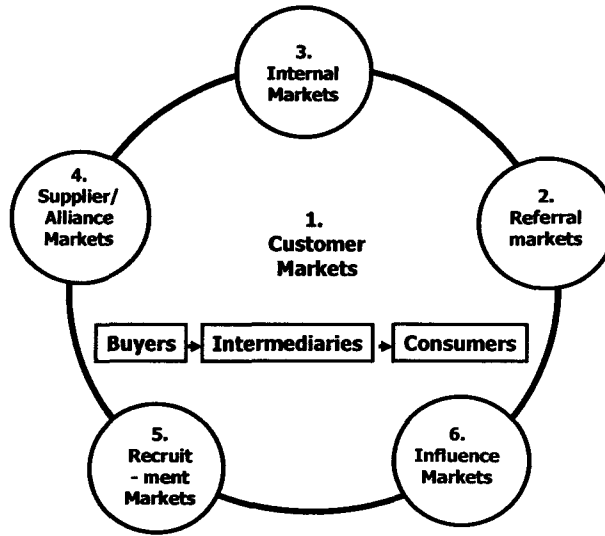 3.
Internal
Markets
4.
Supplier/
Alliance
Markets
2.
Referral
markets
1.
Customer
Markets
Buyers
Intermediaries
Consumers
5.
Recruit
- ment
Markets
6.
Influence
Markets